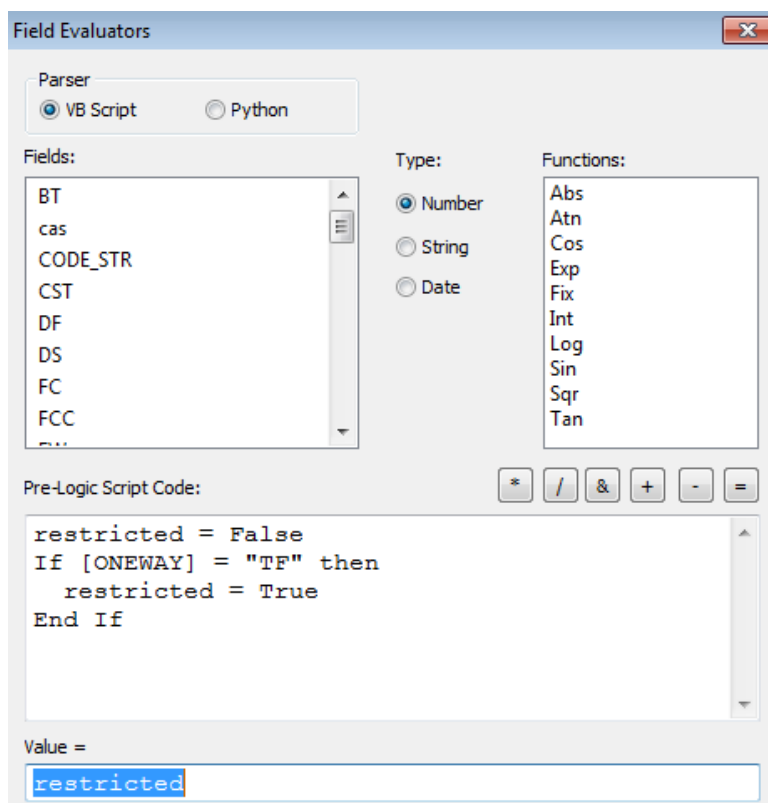 Field Evaluators
Parser
VB Script Python
Fields:
BT
cas
CODE_STR
CST
DF
DS
FC
FCC
Type:
Number
String
Date
Functions:
Abs
Atn
Cos
Exp
Fix
Int
Log
Sin
Sqr
Tan
Pre-Logic Script Code:
* / & + - =
restricted = False
If [ONEWAY] = "TF" then
  restricted = True
End If
Value =
restricted